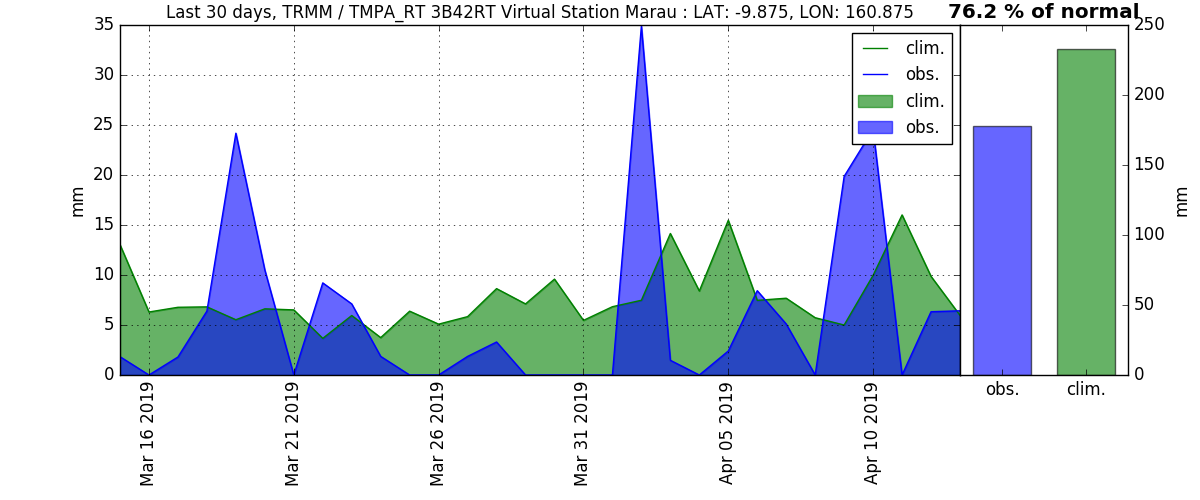 Last 30 days, TRMM / TMPA_RT 3B42RT Virtual Station Marau : LAT: -9.875, LON: 160.875
76.2 % of normal
35
30
25
20
15
10
5
0
mm
clim.
obs.
clim.
obs.
250
200
150
100
50
0
mm
obs.
clim.
Mar 16 2019
Mar 21 2019
Mar 26 2019
Mar 31 2019
Apr 05 2019
Apr 10 2019